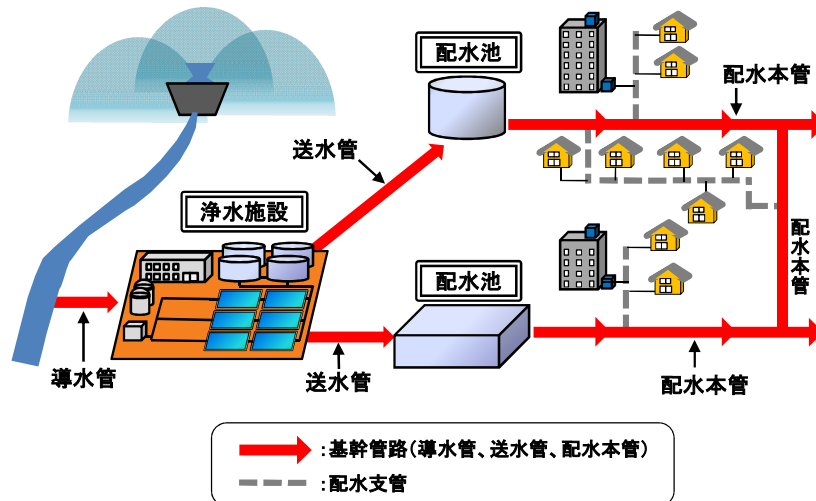 配水池
配水本管
送水管
浄水施設
配水本管
配水池
導水管
送水管
配水本管
:基幹管路(導水管、送水管、配水本管)
:配水支管